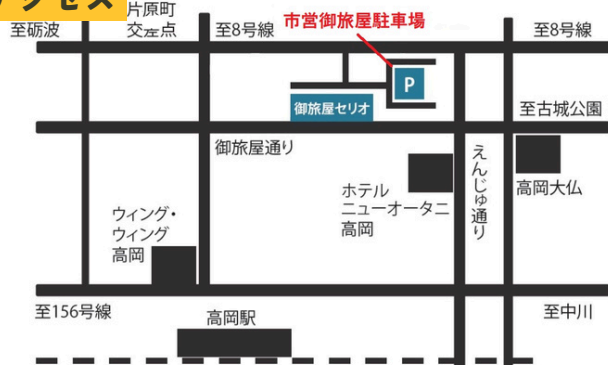 アクセス
至砺波
片原町
交差点
至8号線
市営御旅屋駐車場
至8号線
P
御旅屋セリオ
至古城公園
御旅屋通り
えんじゅ通り
高岡大仏
ホテル
ニューオータニ
高岡
ウィング・
ウィング
高岡
至156号線
高岡駅
至中川